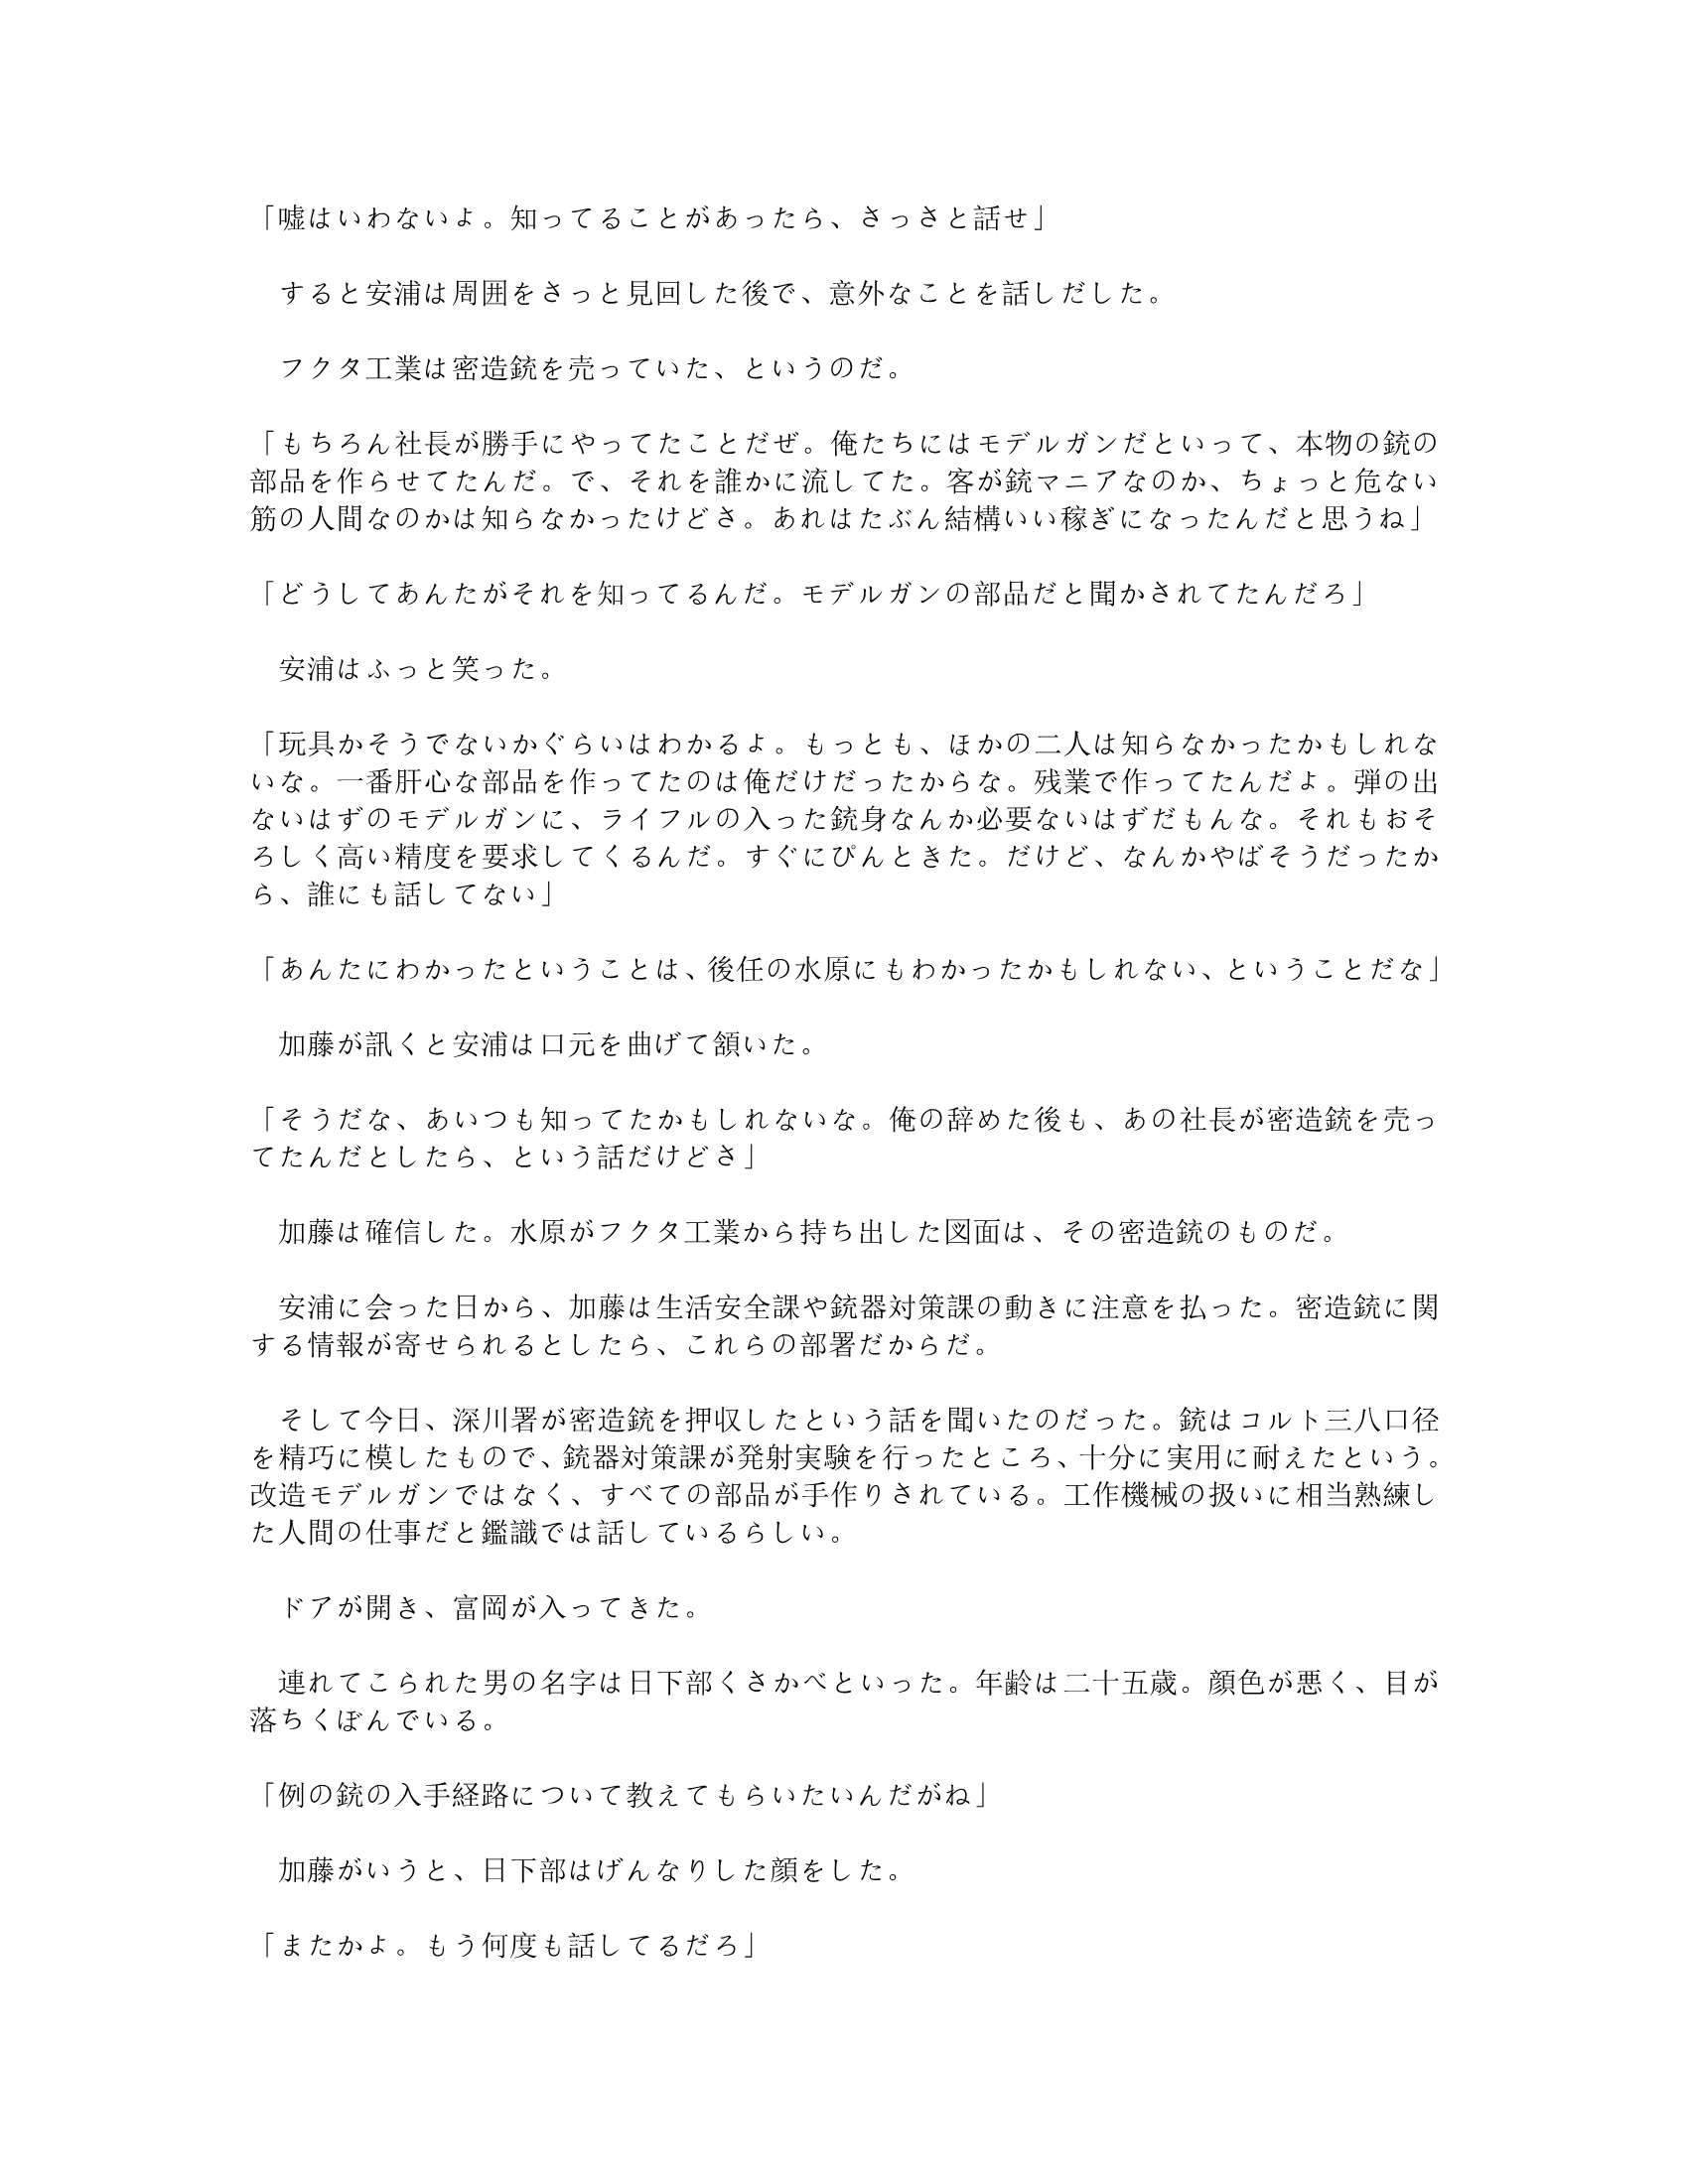 「嘘はいわないよ。知ってることがあったら、さっさと話せ」
　すると安浦は周囲をさっと見回した後で、意外なことを話しだした。
　フクタ工業は密造銃を売っていた、というのだ。
「もちろん社長が勝手にやってたことだぜ。俺たちにはモデルガンだといって、本物の銃の
部品を作らせてたんだ。で、それを誰かに流してた。客が銃マニアなのか、ちょっと危ない
筋の人間なのかは知らなかったけどさ。あれはたぶん結構いい稼ぎになったんだと思うね」
「どうしてあんたがそれを知ってるんだ。モデルガンの部品だと聞かされてたんだろ」
　安浦はふっと笑った。
「玩具かそうでないかぐらいはわかるよ。もっとも、ほかの二人は知らなかったかもしれな
いな。一番肝心な部品を作ってたのは俺だけだったからな。残業で作ってたんだよ。弾の出
ないはずのモデルガンに、ライフルの入った銃身なんか必要ないはずだもんな。それもおそ
ろしく高い精度を要求してくるんだ。すぐにぴんときた。だけど、なんかやばそうだったか
ら、誰にも話してない」
「あんたにわかったということは、後任の水原にもわかったかもしれない、ということだな」
　加藤が訊くと安浦は口元を曲げて頷いた。
「そうだな、あいつも知ってたかもしれないな。俺の辞めた後も、あの社長が密造銃を売っ
てたんだとしたら、という話だけどさ」
　加藤は確信した。水原がフクタ工業から持ち出した図面は、その密造銃のものだ。
　安浦に会った日から、加藤は生活安全課や銃器対策課の動きに注意を払った。密造銃に関
する情報が寄せられるとしたら、これらの部署だからだ。
　そして今日、深川署が密造銃を押収したという話を聞いたのだった。銃はコルト三八口径
を精巧に模したもので、銃器対策課が発射実験を行ったところ、十分に実用に耐えたという。
改造モデルガンではなく、すべての部品が手作りされている。工作機械の扱いに相当熟練し
た人間の仕事だと鑑識では話しているらしい。
　ドアが開き、富岡が入ってきた。
　連れてこられた男の名字は日下部くさかべといった。年齢は二十五歳。顔色が悪く、目が
落ちくぼんでいる。
「例の銃の入手経路について教えてもらいたいんだがね」
　加藤がいうと、日下部はげんなりした顔をした。
「またかよ。もう何度も話してるだろ」